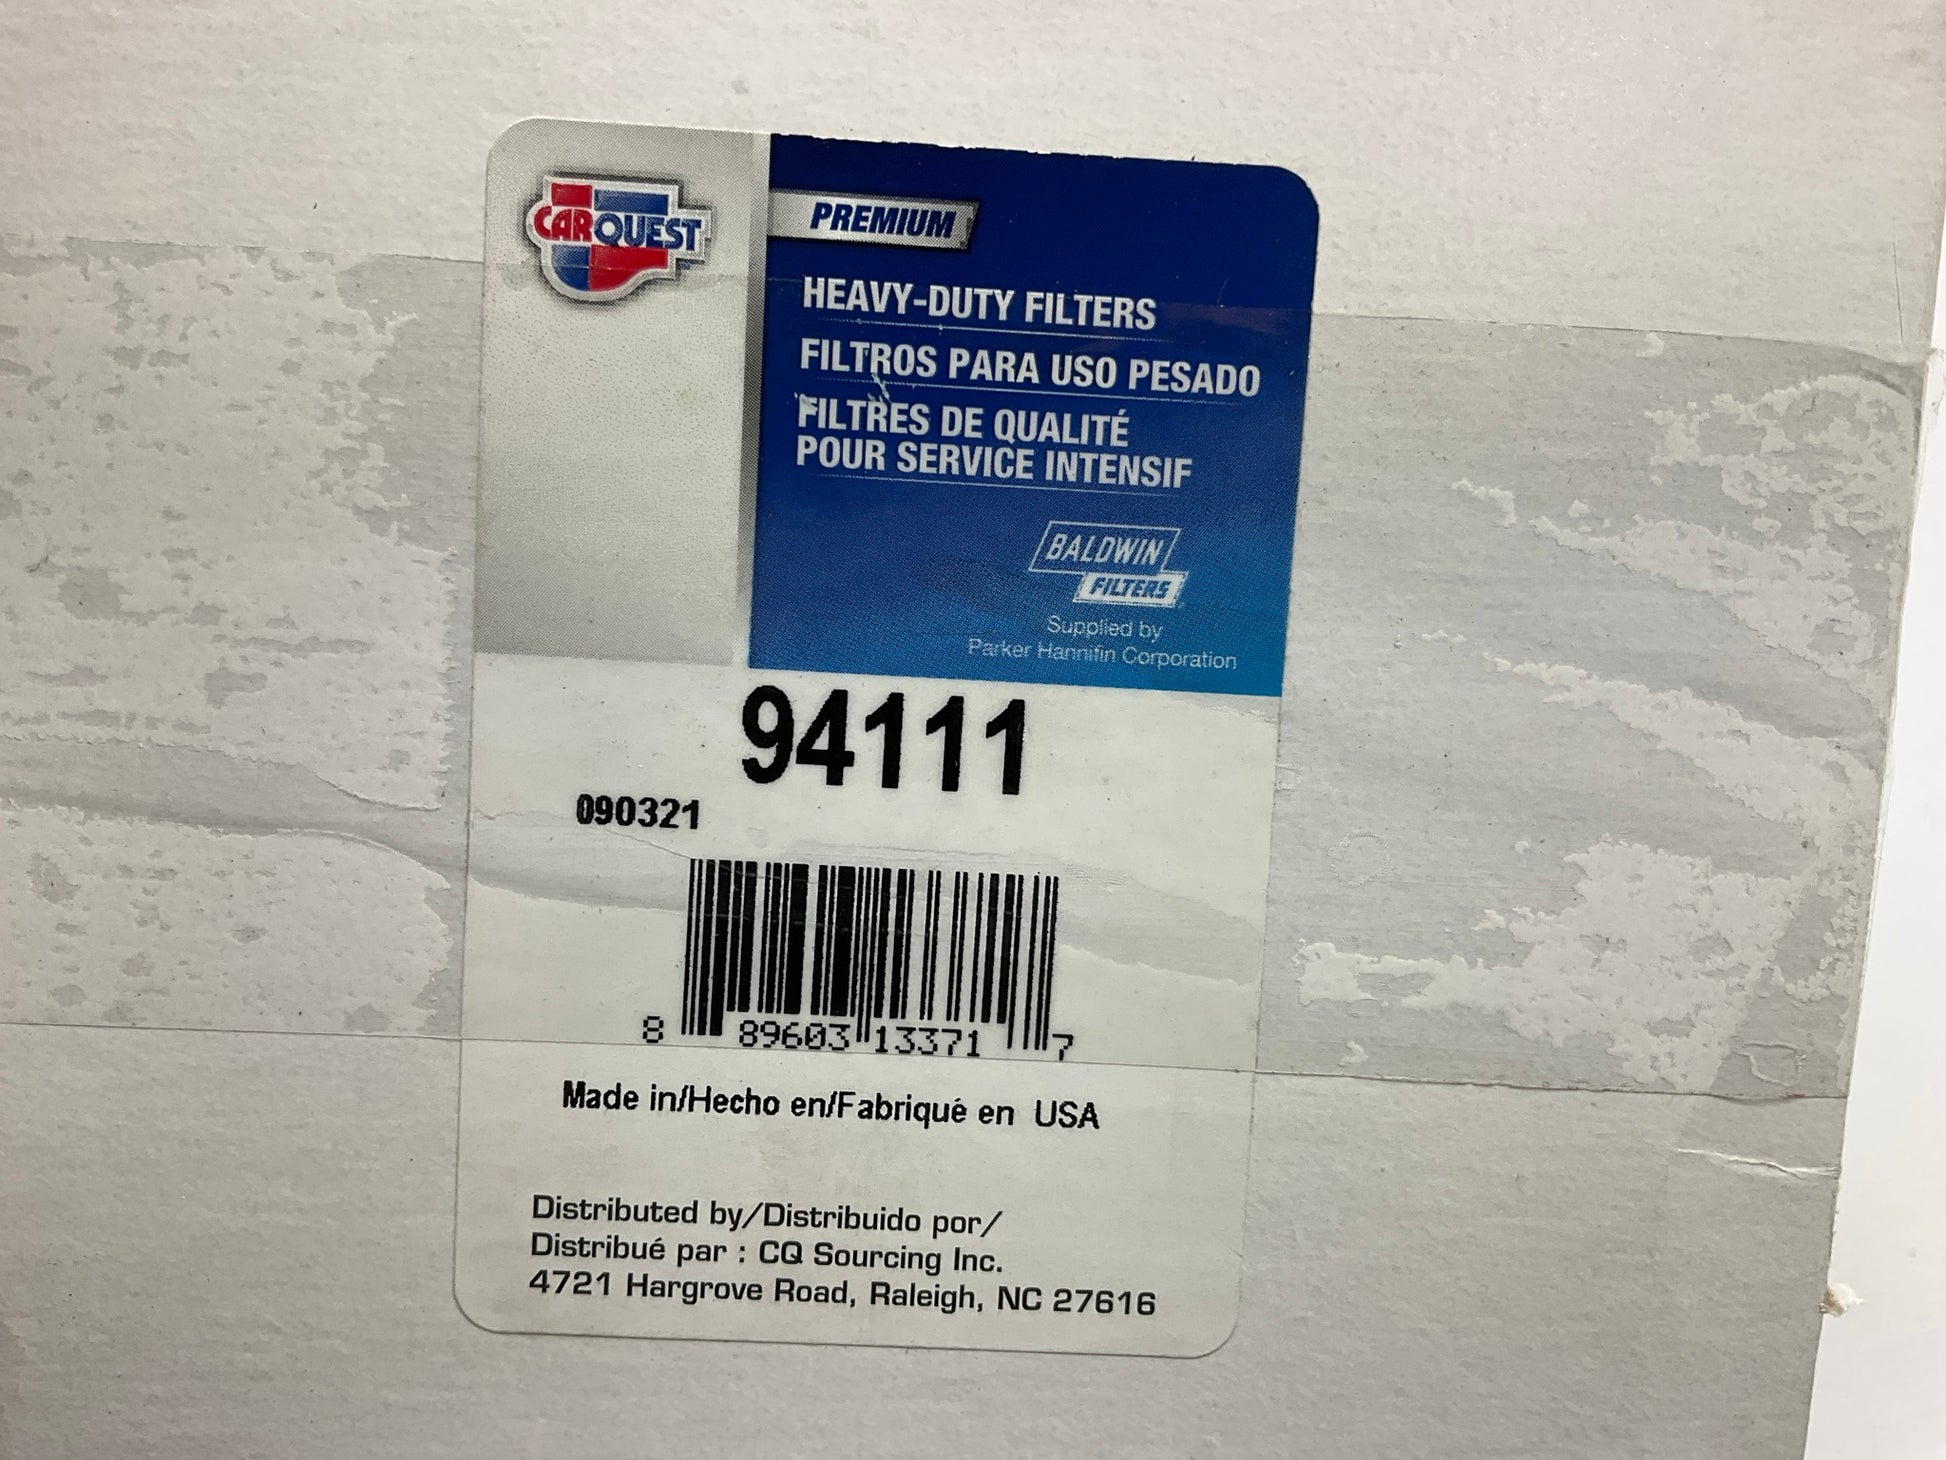 CARQUEST
PREMIUM
HEAVY-DUTY FILTERS
FILTROS PARA USO PESADO
FILTRES DE QUALITÉ
POUR SERVICE INTENSIF
BALDWIN
FILTERS
Supplied by
Parker Hannifin Corporation
94111
090321
8 89603 13371 7
Made in/Hecho en/Fabriqué en USA
Distributed by/Distribuido por/
Distribué par : CQ Sourcing Inc.
4721 Hargrove Road, Raleigh, NC 27616